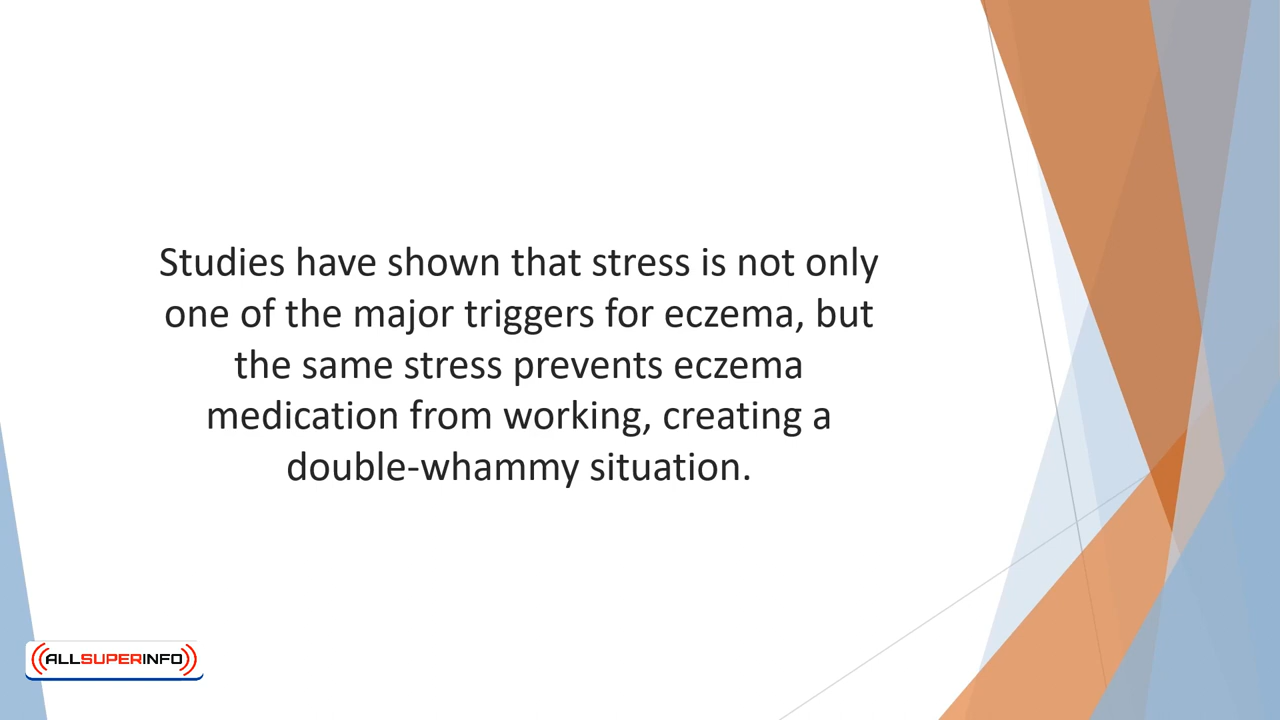 Studies have shown that stress is not only
one of the major triggers for eczema, but
the same stress prevents eczema
medication from working, creating a
double-whammy situation.
ALLSUPERINFO